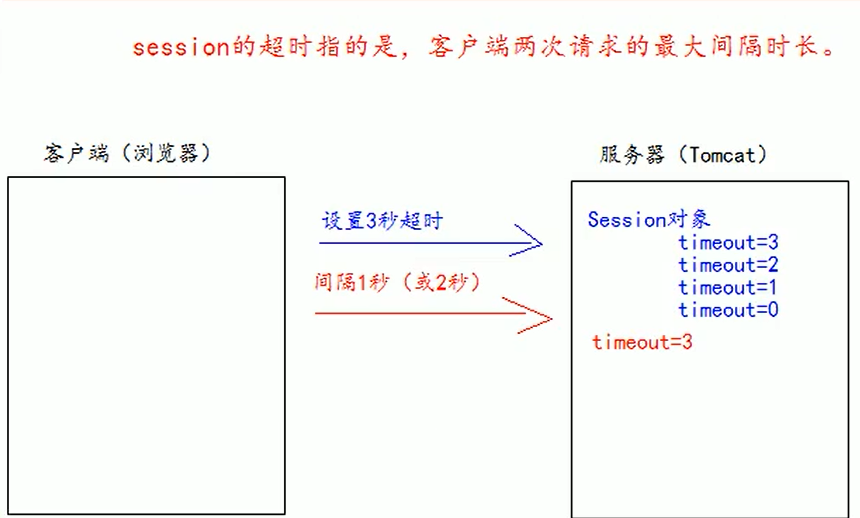 session的超时指的是，客户端两次请求的最大间隔时长。
客户端（浏览器）
服务器（Tomcat）
设置3秒超时
Session对象
timeout=3
timeout=2
间隔1秒（或2秒）
timeout=1
timeout=0
timeout=3